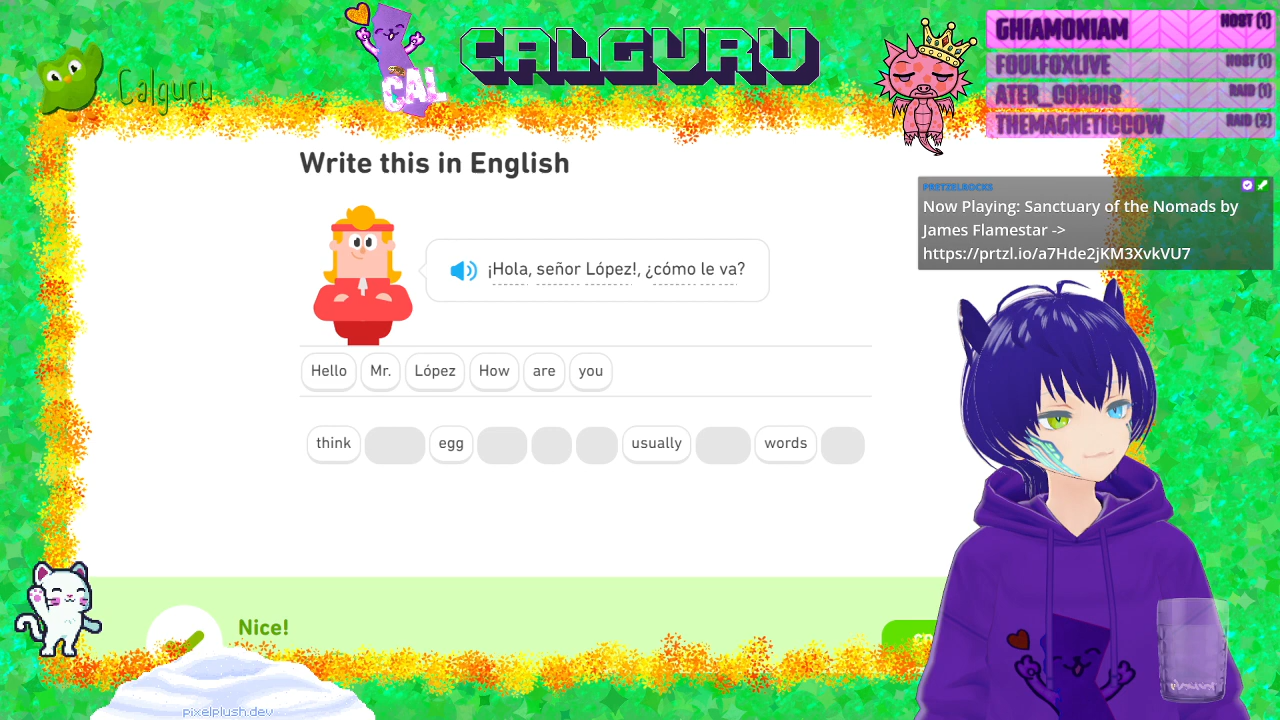 Calguru
CAL
CALGURU
GHIAMONIAM HOST (1)
FOULFOXLIVE HOST (1)
ATER_CORDIS RAID (1)
THEMAGNETICCOW RAID (2)
PRETZELROCKS
Now Playing: Sanctuary of the Nomads by
James Flamestar ->
https://prtzl.io/a7Hde2jKM3XvkVU7
Write this in English
¡Hola, señor López!, ¿cómo le va?
Hello Mr. López How are you
think egg usually words
Nice!
pixelplush.dev